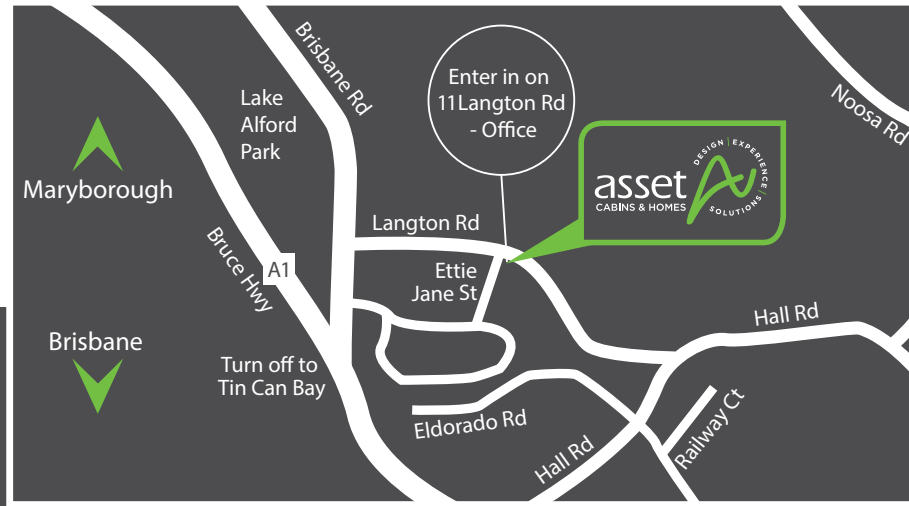 Brisbane Rd
Lake
Alford
Park
Enter in on
11Langton Rd
- Office
Noosa Rd
asset
CABINS & HOMES
DESIGN | EXPERIENCE | SOLUTIONS |
Maryborough
Langton Rd
Bruce Hwy
A1
Ettie
Jane St
Hall Rd
Brisbane
Turn off to
Tin Can Bay
Eldorado Rd
Hall Rd
Railway Ct